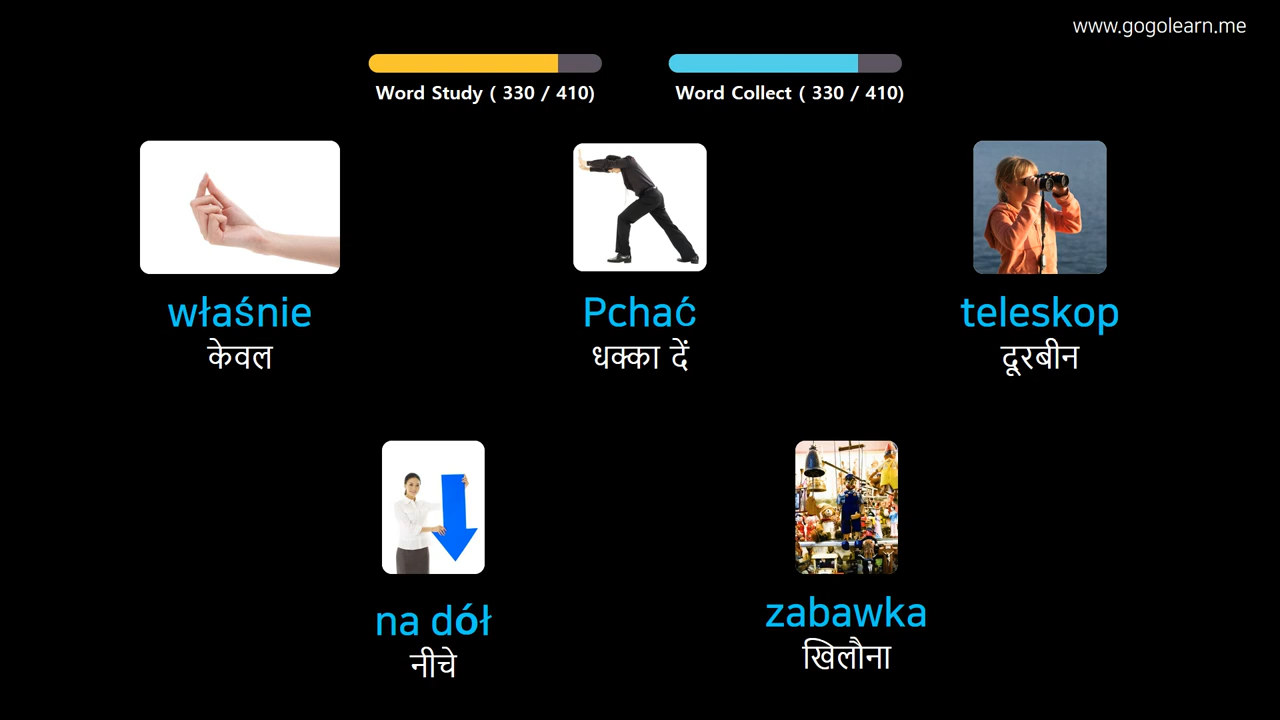 www.gogolearn.me
Word Study ( 330 / 410)
Word Collect ( 330 / 410)
właśnie
केवल
Pchać
धक्का दें
teleskop
दूरबीन
na dół
नीचे
zabawka
खिलौना